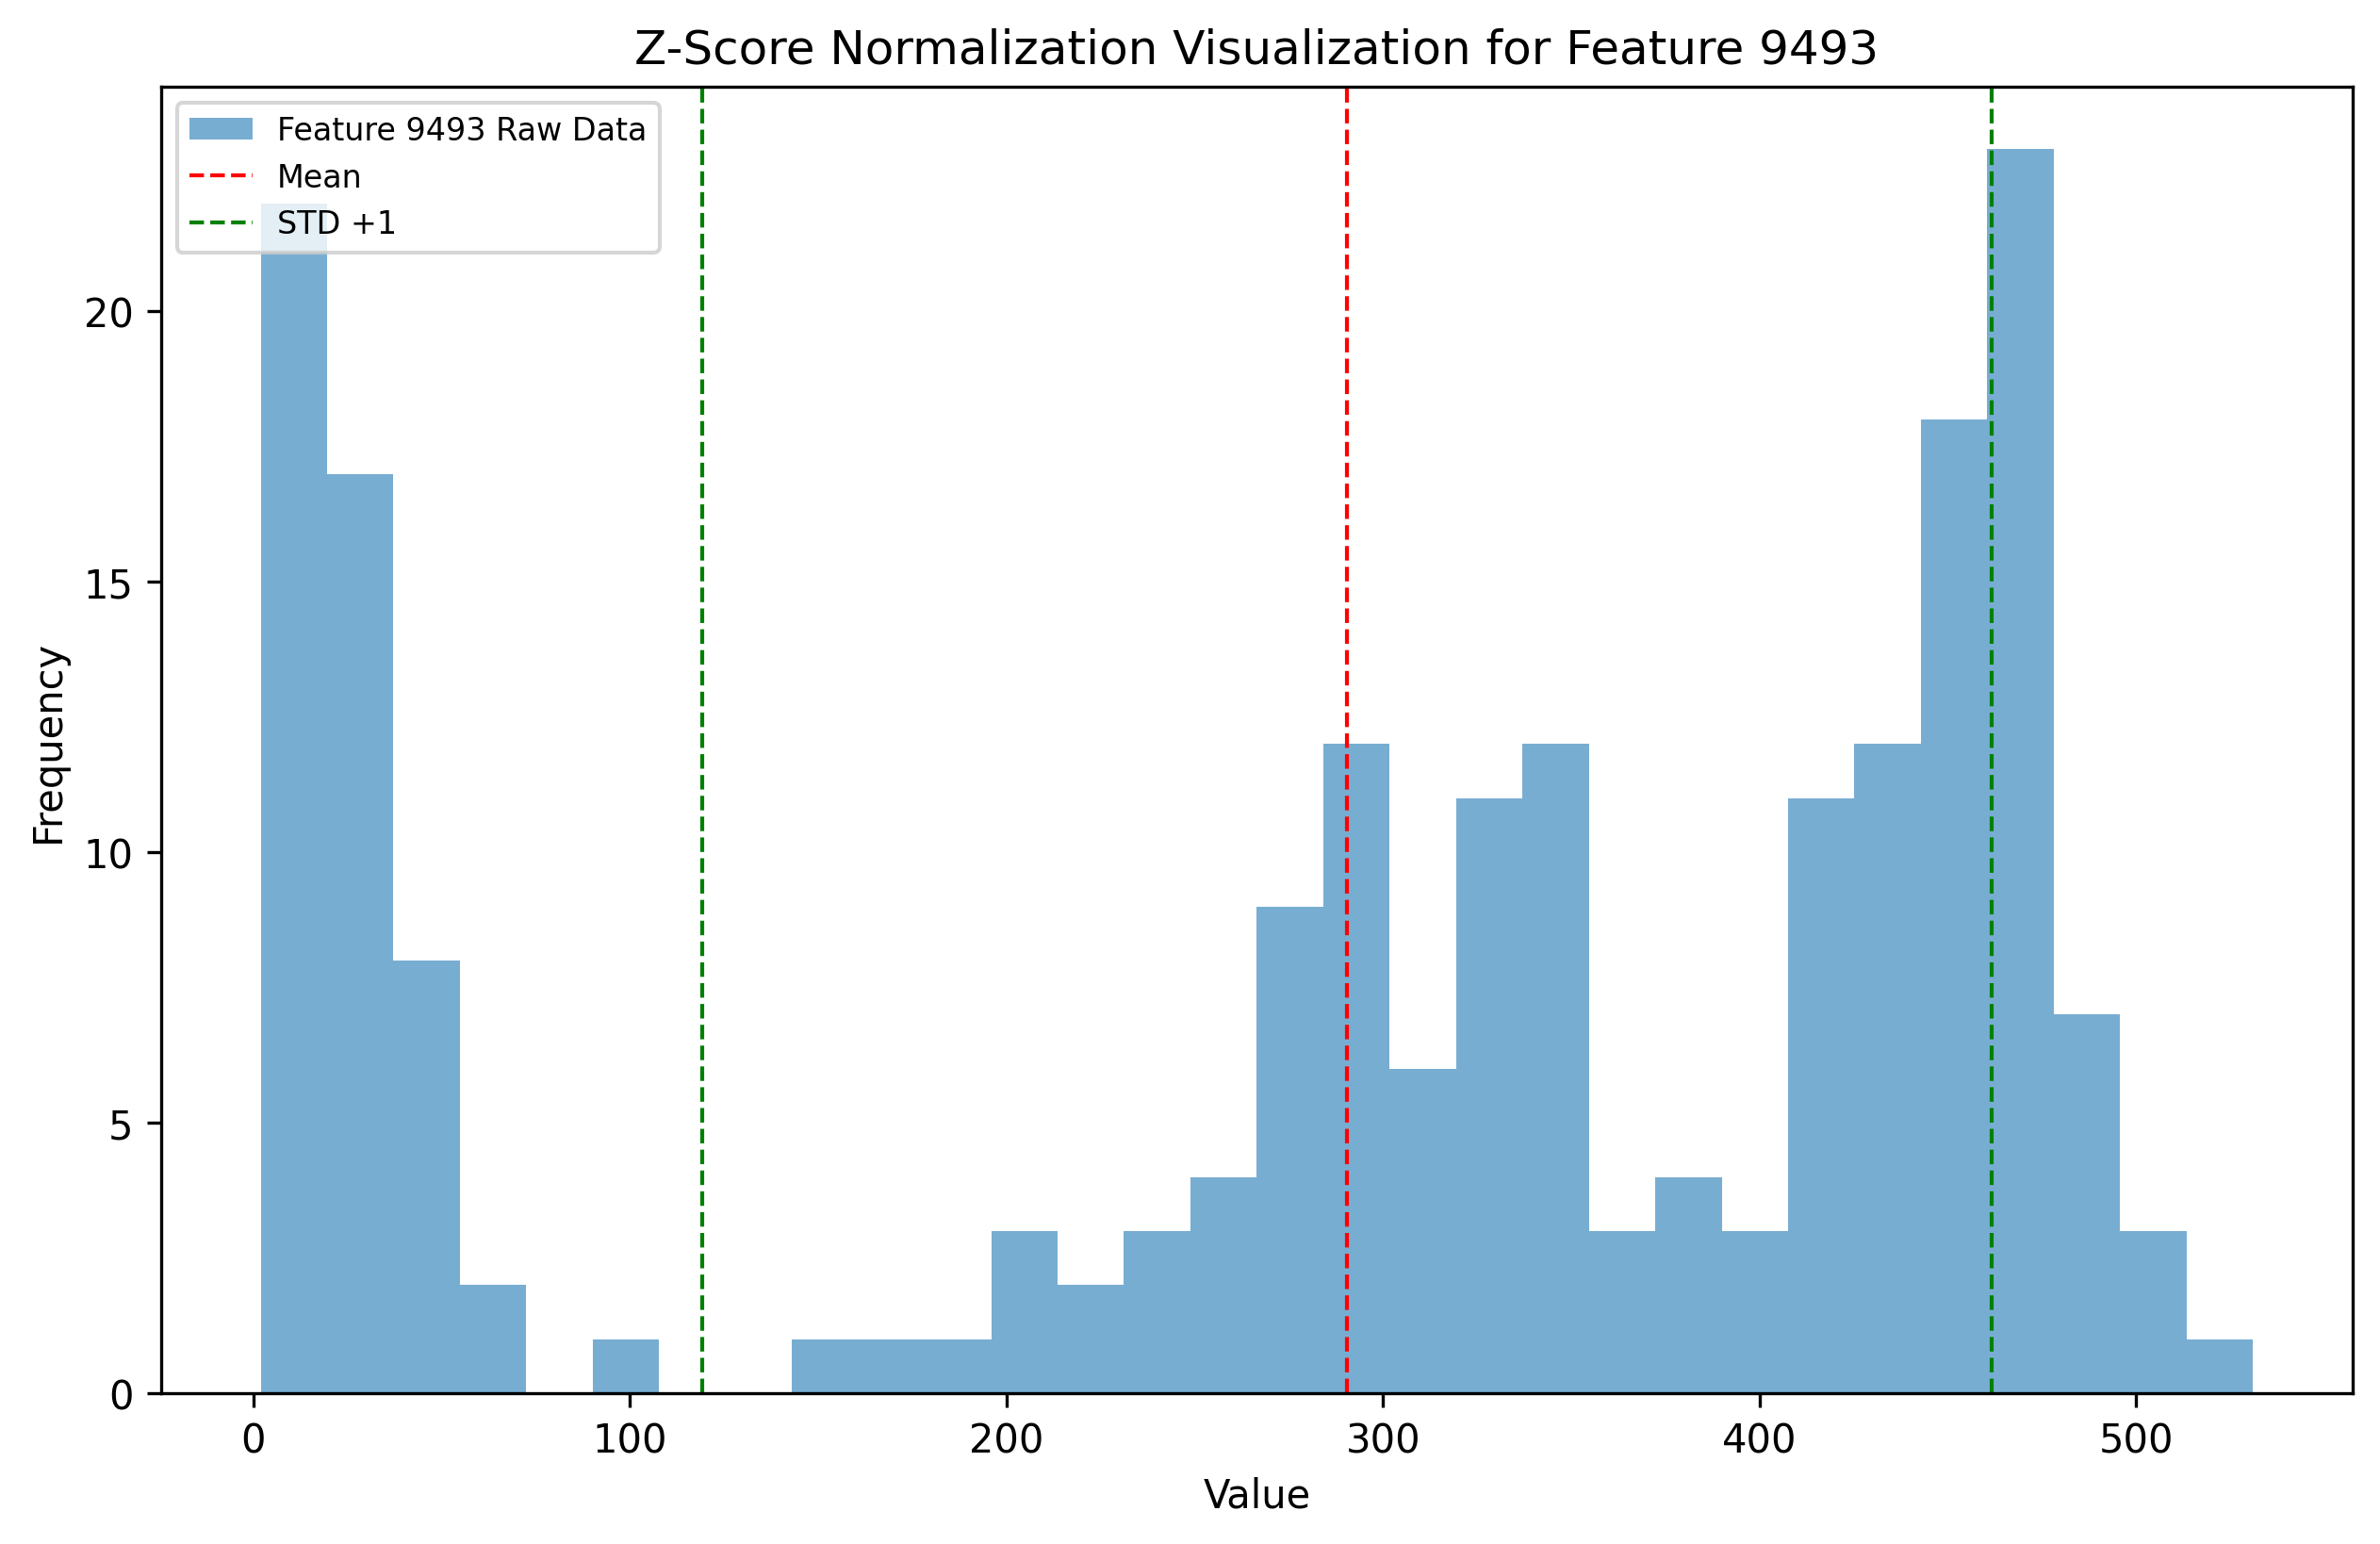 Z-Score Normalization Visualization for Feature 9493
Feature 9493 Raw Data
Mean
STD +1
20
15
10
5
0
Frequency
0 100 200 300 400 500
Value